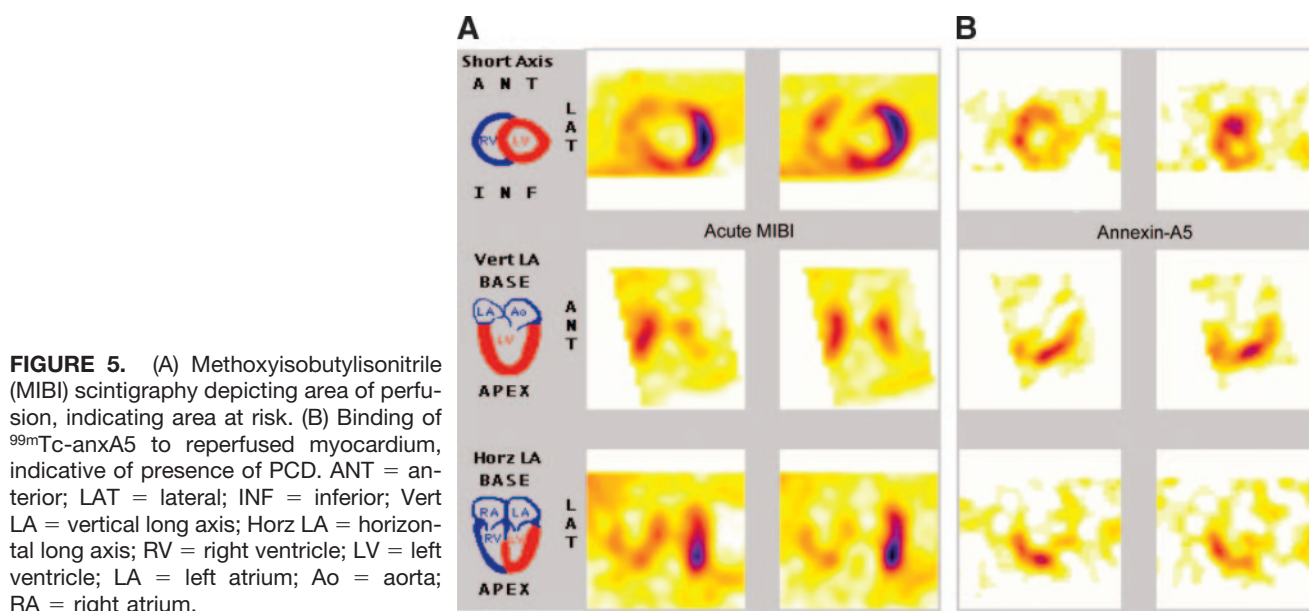 A
B
Short Axis
A N T
RV LV
L
A
T
I N F
Acute MIBI
Annexin-A5
Vert LA
BASE
LA Ao
LV
A
N
T
APEX
Horz LA
BASE
RA LA
RV
L
A
T
APEX
FIGURE 5. (A) Methoxyisobutylisonitrile
(MIBI) scintigraphy depicting area of perfu-
sion, indicating area at risk. (B) Binding of
99mTc-anxA5 to reperfused myocardium,
indicative of presence of PCD. ANT = an-
terior; LAT = lateral; INF = inferior; Vert
LA = vertical long axis; Horz LA = horizon-
tal long axis; RV = right ventricle; LV = left
ventricle; LA = left atrium; Ao = aorta;
RA = right atrium.